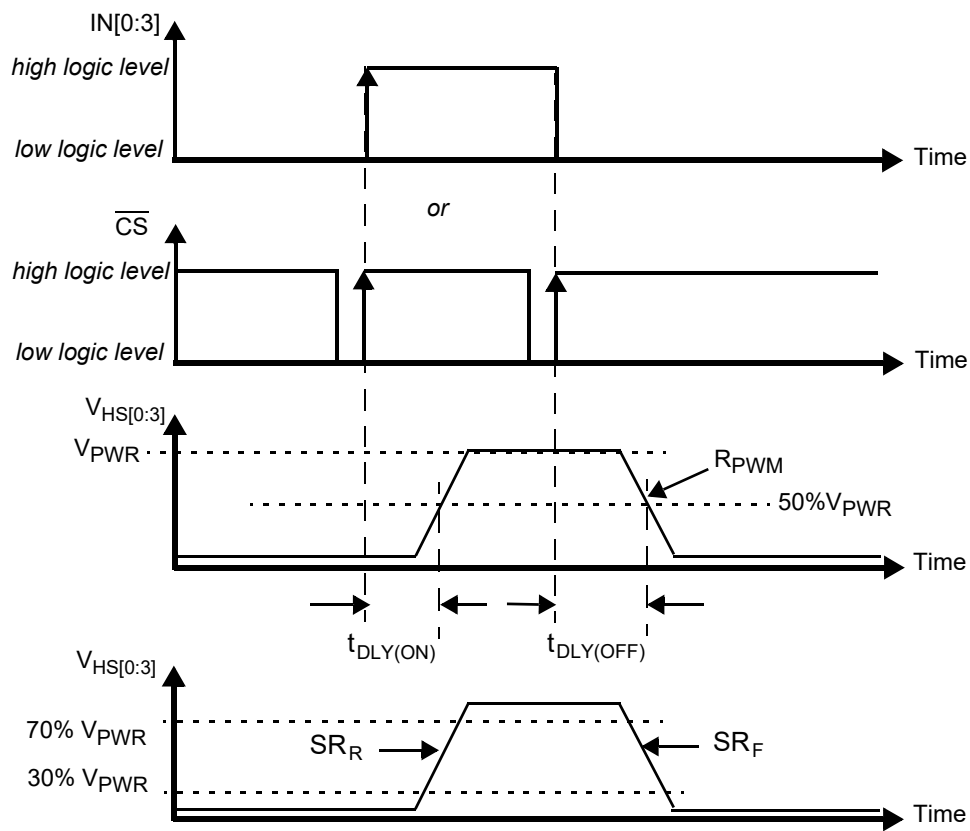 IN[0:3]
high logic level
low logic level
Time
or
CS
high logic level
low logic level
Time
VHS[0:3]
VPWR
RPWM
50%VPWR
Time
tDLY(ON)
tDLY(OFF)
VHS[0:3]
70% VPWR
SRR
SRF
30% VPWR
Time